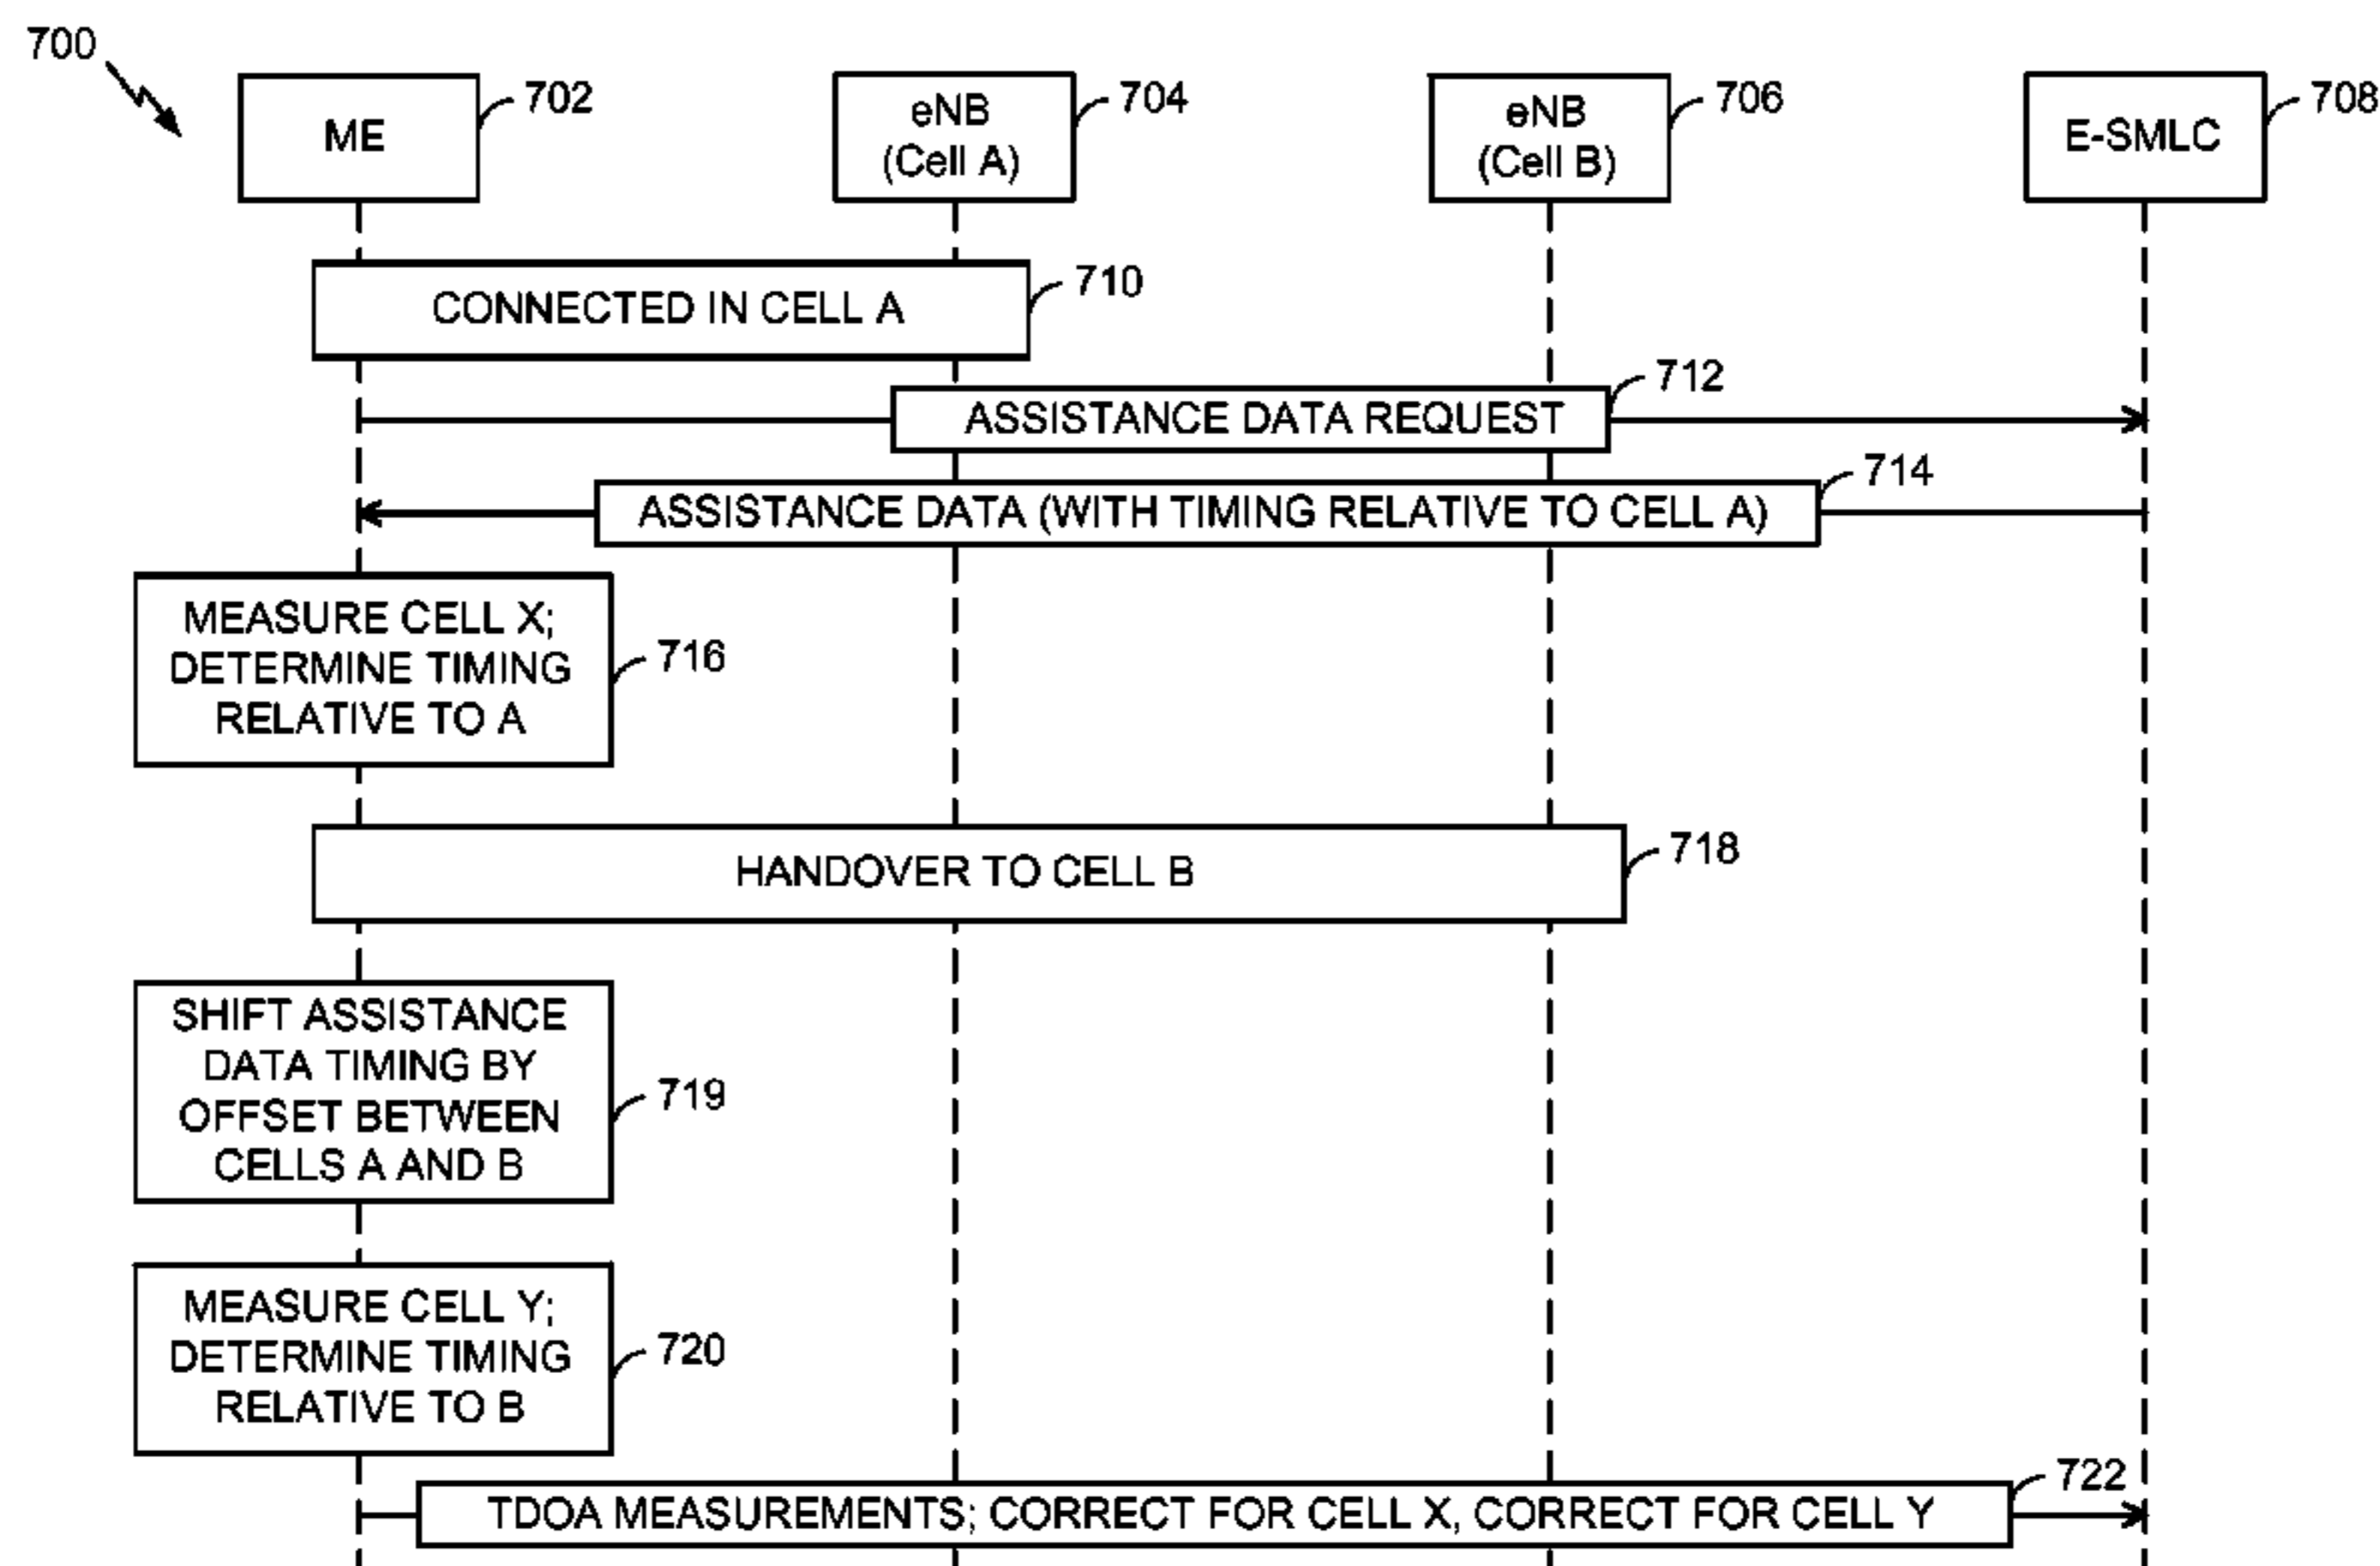 700
ME
702
eNB
(Cell A)
704
eNB
(Cell B)
706
E-SMLC
708
CONNECTED IN CELL A
710
ASSISTANCE DATA REQUEST
712
ASSISTANCE DATA (WITH TIMING RELATIVE TO CELL A)
714
MEASURE CELL X;
DETERMINE TIMING
RELATIVE TO A
716
HANDOVER TO CELL B
718
SHIFT ASSISTANCE
DATA TIMING BY
OFFSET BETWEEN
CELLS A AND B
719
MEASURE CELL Y;
DETERMINE TIMING
RELATIVE TO B
720
TDOA MEASUREMENTS; CORRECT FOR CELL X, CORRECT FOR CELL Y
722